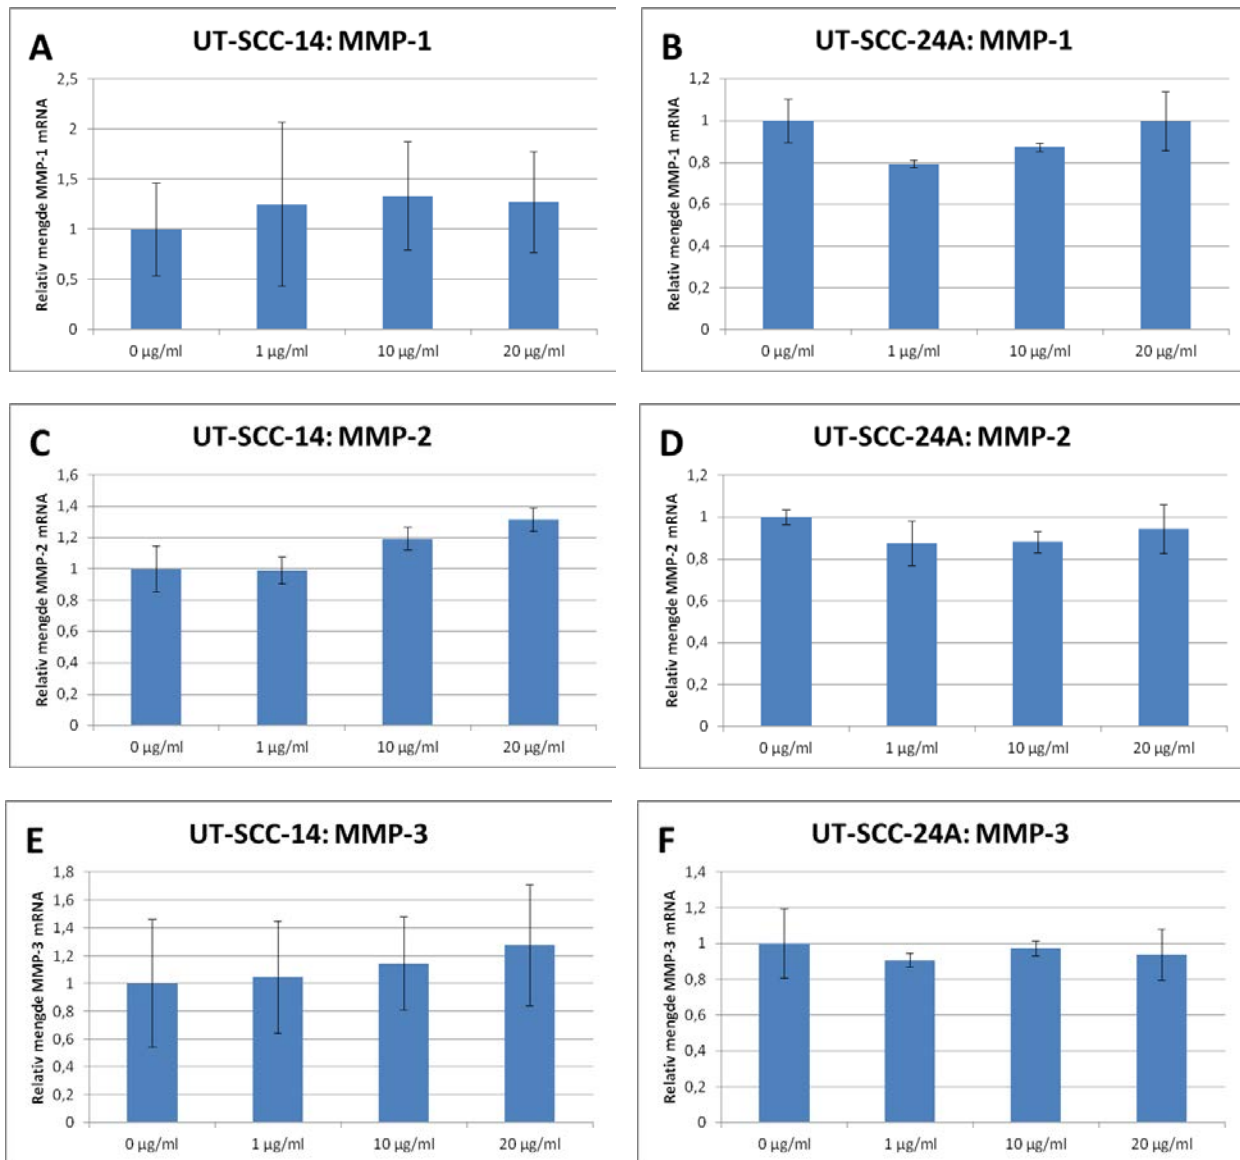 A
UT-SCC-14: MMP-1
Relativ mengde MMP-1 mRNA
2,5
2
1,5
1
0,5
0
0 µg/ml 1 µg/ml 10 µg/ml 20 µg/ml
B
UT-SCC-24A: MMP-1
Relativ mengde MMP-1 mRNA
1,2
1
0,8
0,6
0,4
0,2
0
0 µg/ml 1 µg/ml 10 µg/ml 20 µg/ml
C
UT-SCC-14: MMP-2
Relativ mengde MMP-2 mRNA
1,6
1,4
1,2
1
0,8
0,6
0,4
0,2
0
0 µg/ml 1 µg/ml 10 µg/ml 20 µg/ml
D
UT-SCC-24A: MMP-2
Relativ mengde MMP-2 mRNA
1,2
1
0,8
0,6
0,4
0,2
0
0 µg/ml 1 µg/ml 10 µg/ml 20 µg/ml
E
UT-SCC-14: MMP-3
Relativ mengde MMP-3 mRNA
1,8
1,6
1,4
1,2
1
0,8
0,6
0,4
0,2
0
0 µg/ml 1 µg/ml 10 µg/ml 20 µg/ml
F
UT-SCC-24A: MMP-3
Relativ mengde MMP-3 mRNA
1,4
1,2
1
0,8
0,6
0,4
0,2
0
0 µg/ml 1 µg/ml 10 µg/ml 20 µg/ml